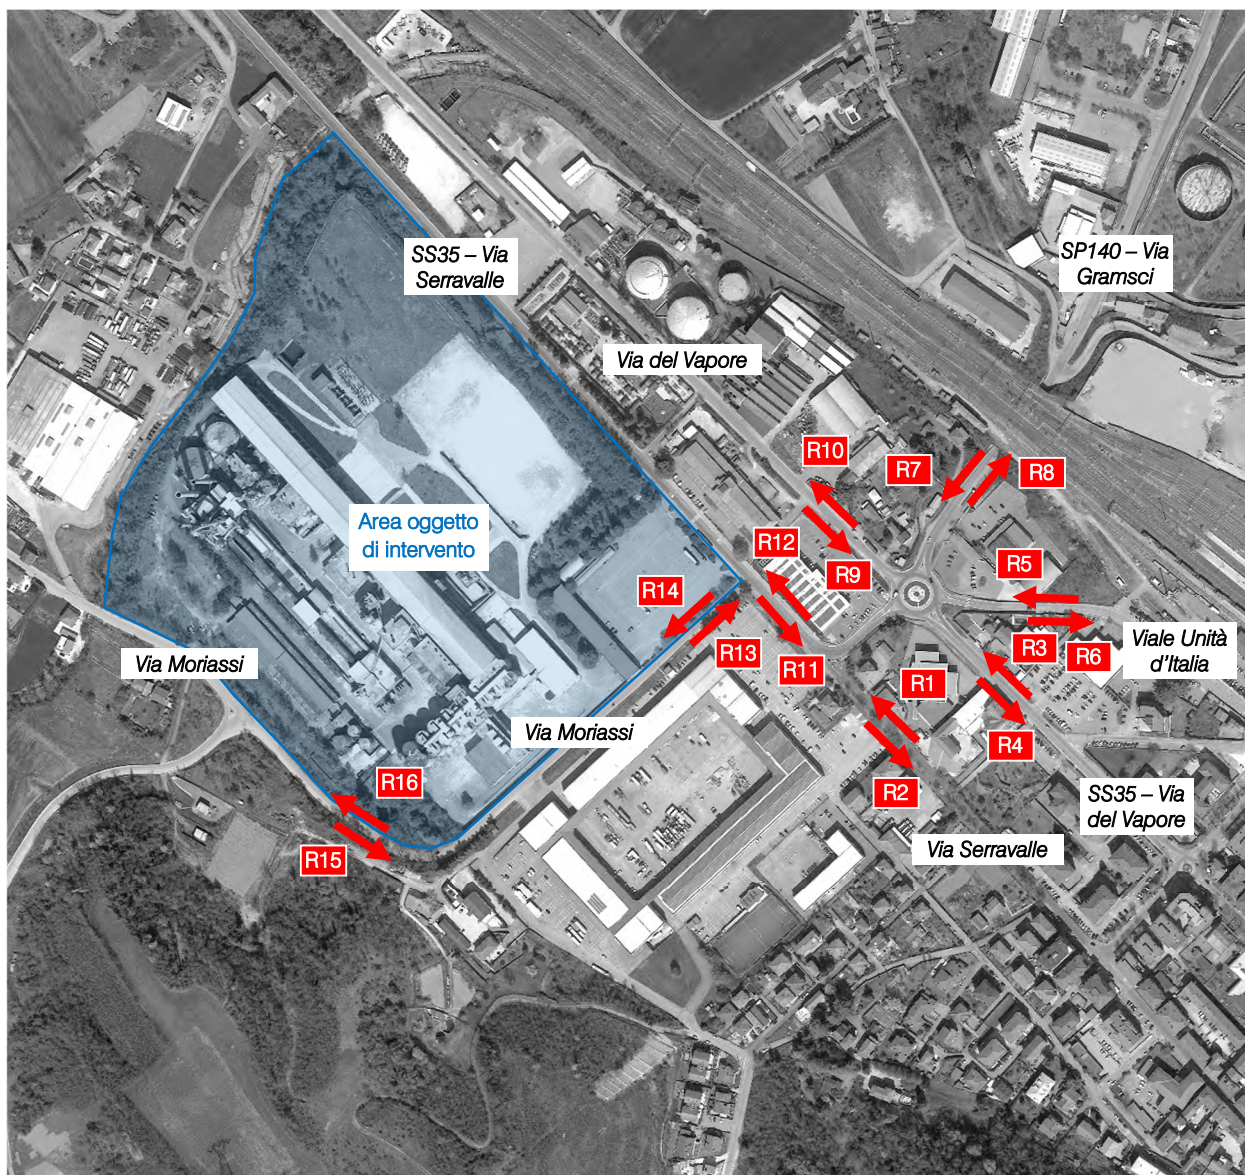 SS35 – Via
Serravalle
SP140 – Via
Gramsci
Via del Vapore
R10
R7
R8
Area oggetto
di intervento
R12
R5
R9
R14
R13
R11
R3
R6
Viale Unità
d'Italia
Via Moriassi
R1
Via Moriassi
R4
R16
R2
SS35 – Via
del Vapore
R15
Via Serravalle